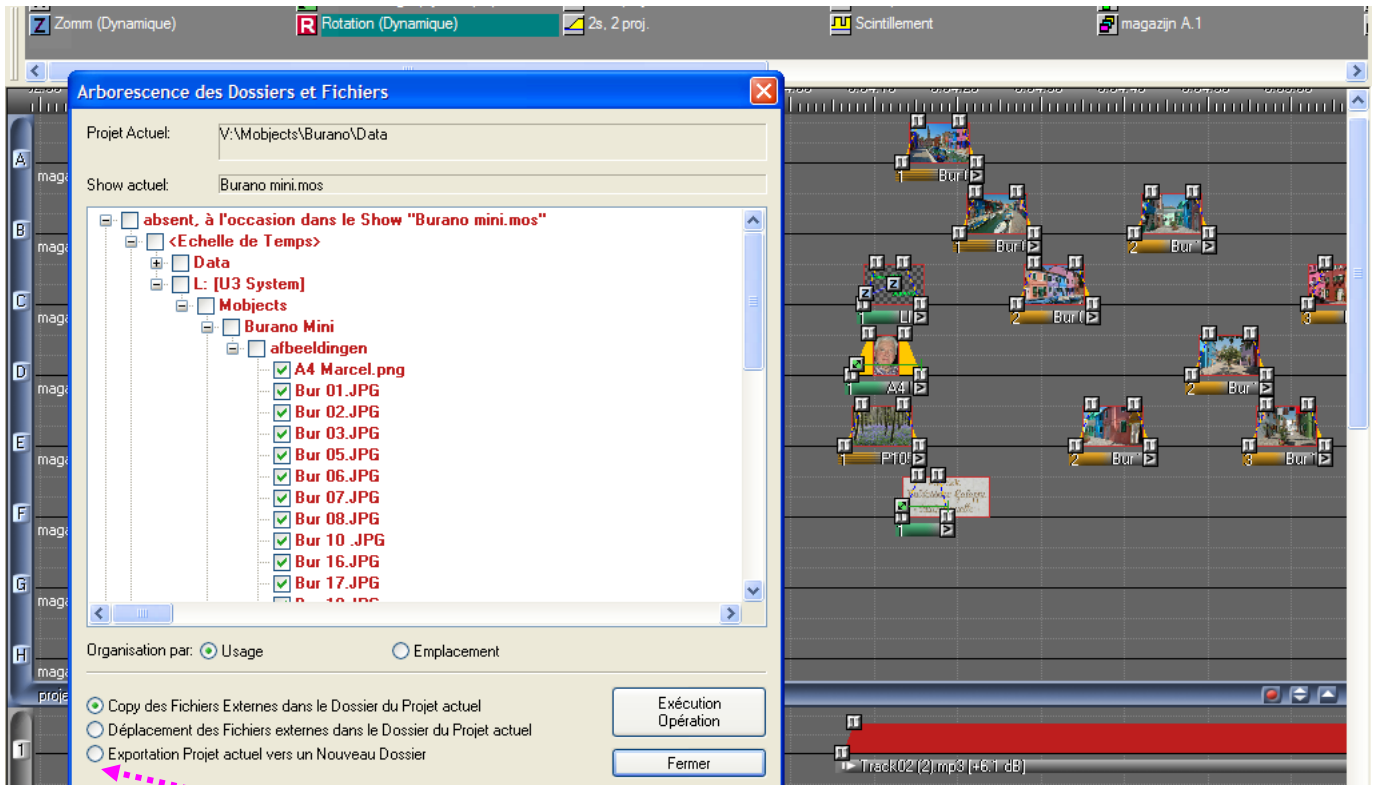 Zomm (Dynamique)
Rotation (Dynamique)
2s, 2 proj.
Scintillement
magazijn A.1
Arborescence des Dossiers et Fichiers
Projet Actuel:
V:\Mobjects\Burano\Data
Show actuel:
Burano mini.mos
absent, à l'occasion dans le Show "Burano mini.mos"
<Echelle de Temps>
Data
L: [U3 System]
Mobjects
Burano Mini
afbeeldingen
A4 Marcel.png
Bur 01.JPG
Bur 02.JPG
Bur 03.JPG
Bur 05.JPG
Bur 06.JPG
Bur 07.JPG
Bur 08.JPG
Bur 10 .JPG
Bur 16.JPG
Bur 17.JPG
Organisation par:
Usage
Emplacement
Copy des Fichiers Externes dans le Dossier du Projet actuel
Déplacement des Fichiers externes dans le Dossier du Projet actuel
Exportation Projet actuel vers un Nouveau Dossier
Exécution
Opération
Fermer
A
B
C
D
E
F
G
H
1
Track02 (2).mp3 [+6.1 dB]